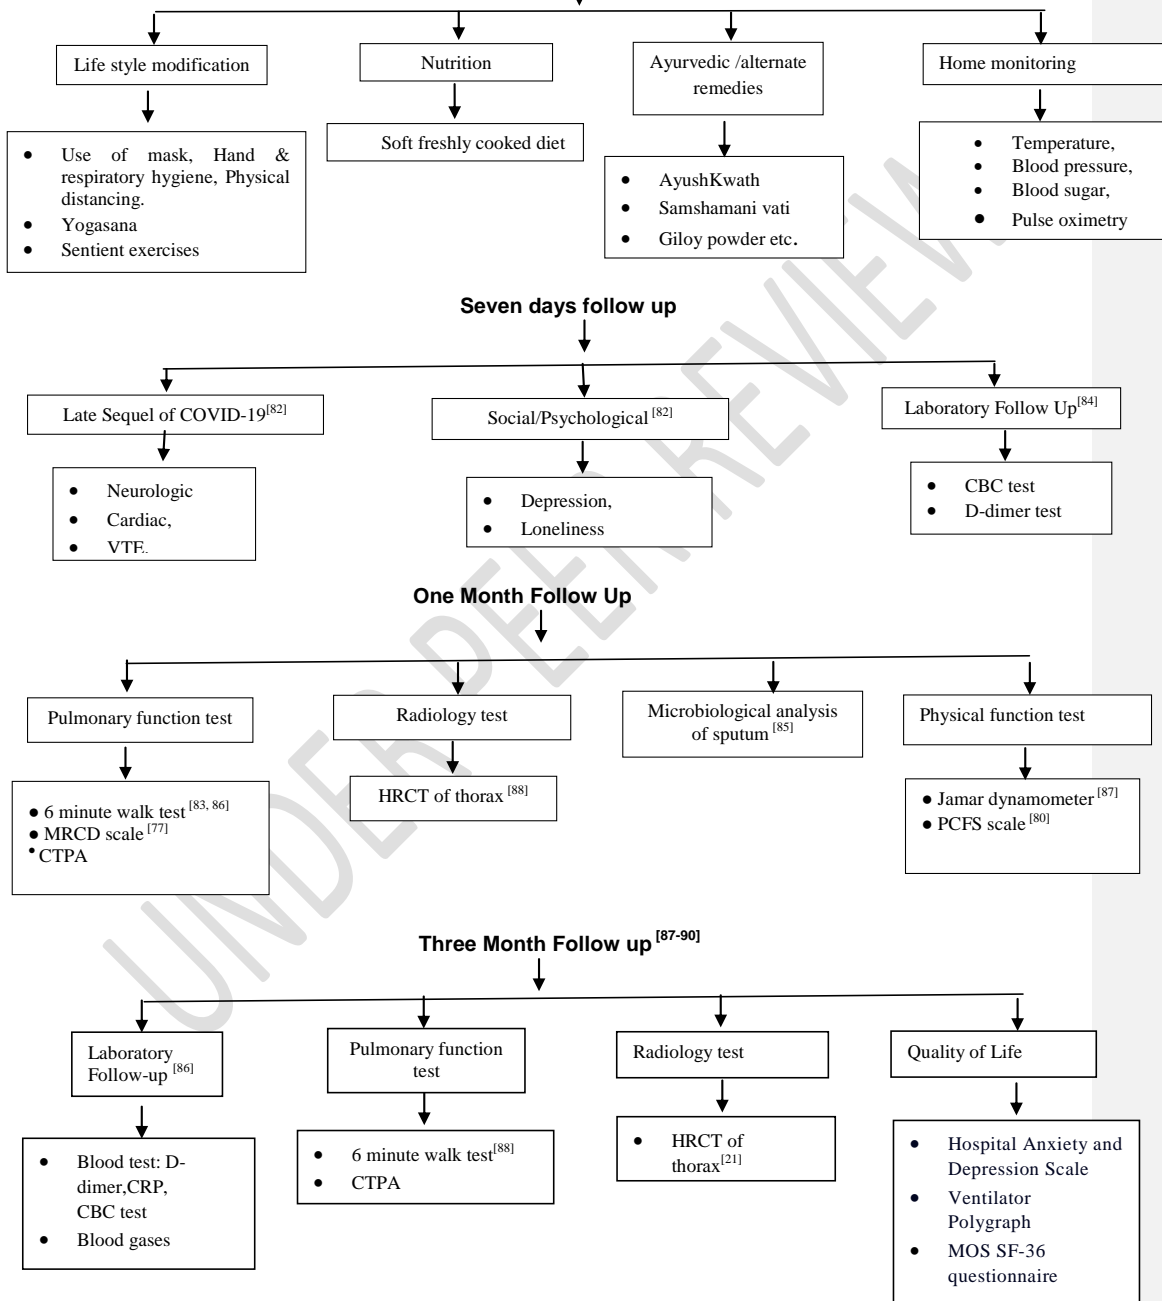 Life style modification
Nutrition
Ayurvedic /alternate
remedies
Home monitoring
● Use of mask, Hand &
respiratory hygiene, Physical
distancing.
● Yogasana
● Sentient exercises
Soft freshly cooked diet
● AyushKwath
● Samshamani vati
● Giloy powder etc.
● Temperature,
● Blood pressure,
● Blood sugar,
● Pulse oximetry
Seven days follow up
Late Sequel of COVID-19[82]
Social/Psychological [82]
Laboratory Follow Up[84]
● Neurologic
● Cardiac,
● VTE.
● Depression,
● Loneliness
● CBC test
● D-dimer test
One Month Follow Up
Pulmonary function test
Radiology test
Microbiological analysis
of sputum [85]
Physical function test
● 6 minute walk test [83, 86]
● MRCD scale [77]
● CTPA
HRCT of thorax [88]
● Jamar dynamometer [87]
● PCFS scale [80]
Three Month Follow up [87-90]
Laboratory
Follow-up [86]
Pulmonary function
test
Radiology test
Quality of Life
● Blood test: D-
dimer,CRP,
CBC test
● Blood gases
● 6 minute walk test[88]
● CTPA
● HRCT of
thorax[21]
● Hospital Anxiety and
Depression Scale
● Ventilator
Polygraph
● MOS SF-36
questionnaire
UNDER PEER REVIEW